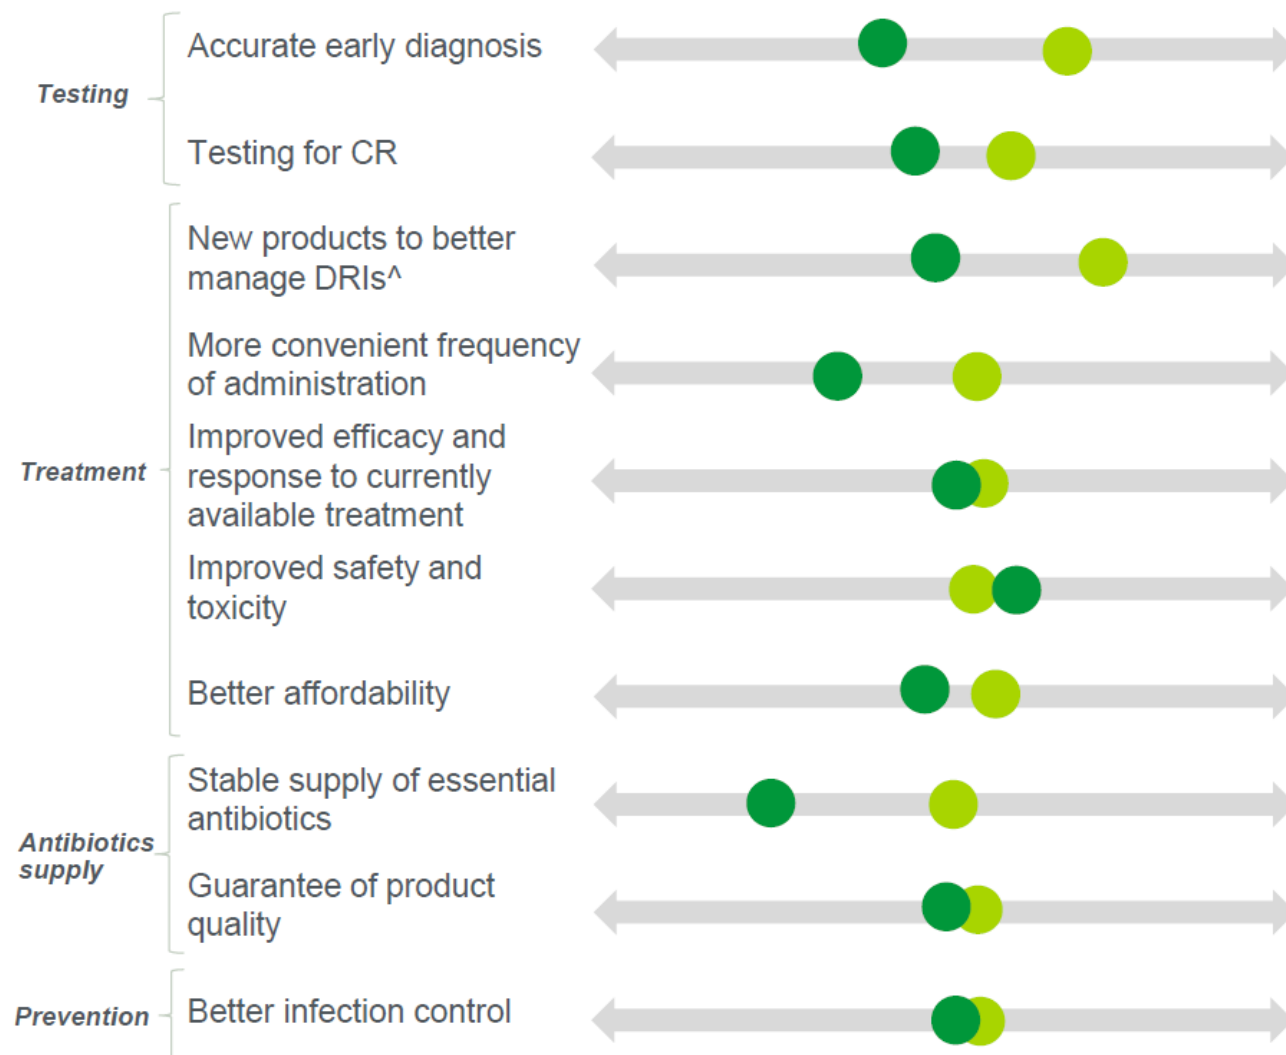 Testing
Accurate early diagnosis
Testing for CR
Treatment
New products to better
manage DRIs^
More convenient frequency
of administration
Improved efficacy and
response to currently
available treatment
Improved safety and
toxicity
Better affordability
Antibiotics
supply
Stable supply of essential
antibiotics
Guarantee of product
quality
Prevention
Better infection control